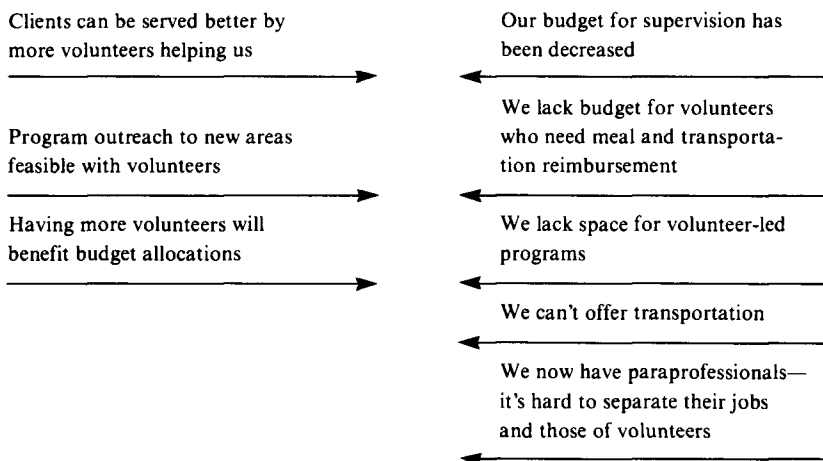 Clients can be served better by
more volunteers helping us
Program outreach to new areas
feasible with volunteers
Having more volunteers will
benefit budget allocations
Our budget for supervision has
been decreased
We lack budget for volunteers
who need meal and transporta-
tion reimbursement
We lack space for volunteer-led
programs
We can't offer transportation
We now have paraprofessionals—
it's hard to separate their jobs
and those of volunteers